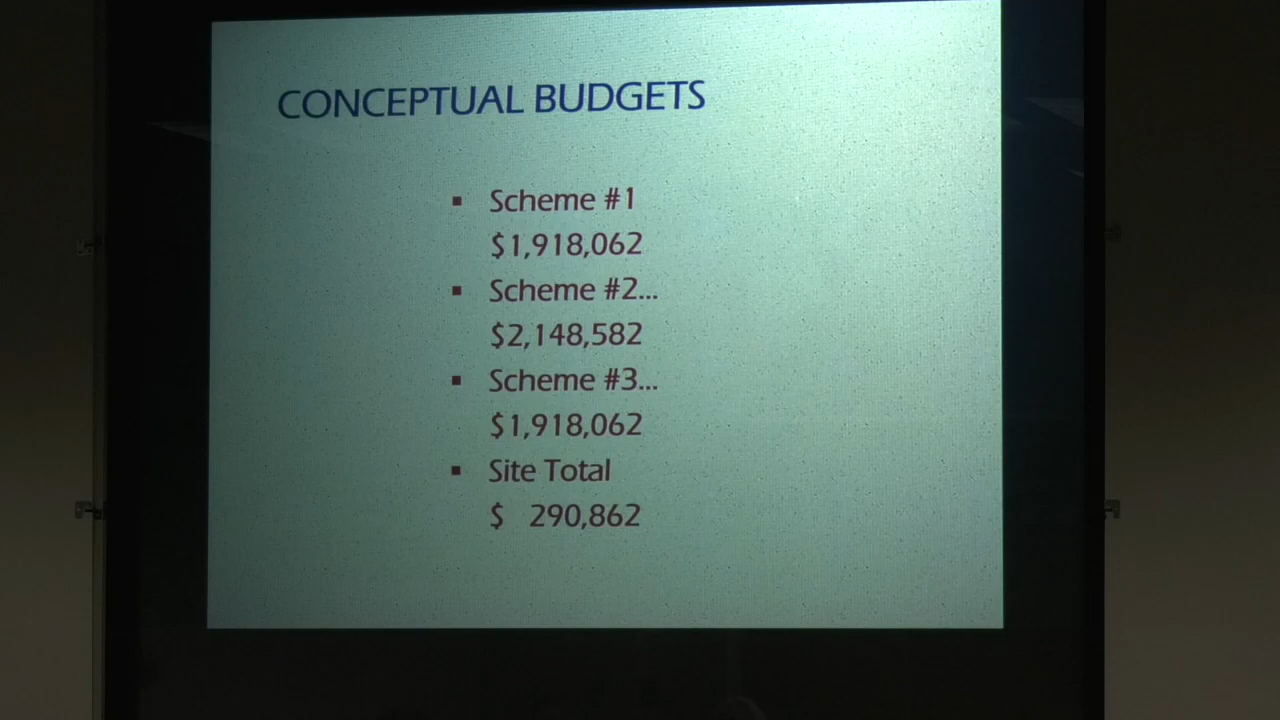 CONCEPTUAL BUDGETS
▪ Scheme #1
$1,918,062
▪ Scheme #2...
$2,148,582
▪ Scheme #3...
$1,918,062
▪ Site Total
$ 290,862